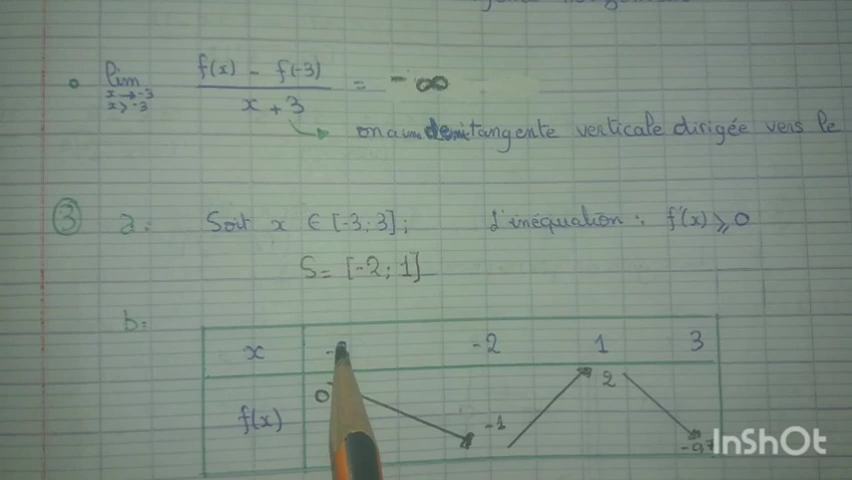 lim f(x) - f(-3) = -∞
x→-3
x>-3
x + 3
on a une demi tangente verticale dirigée vers le
③ a: Soit x ∈ [-3; 3]; l'inéquation: f'(x) ⩾ 0
S= [-2; 1]
b:
x -2 1 3
f(x) 0 -1 2
InShOt